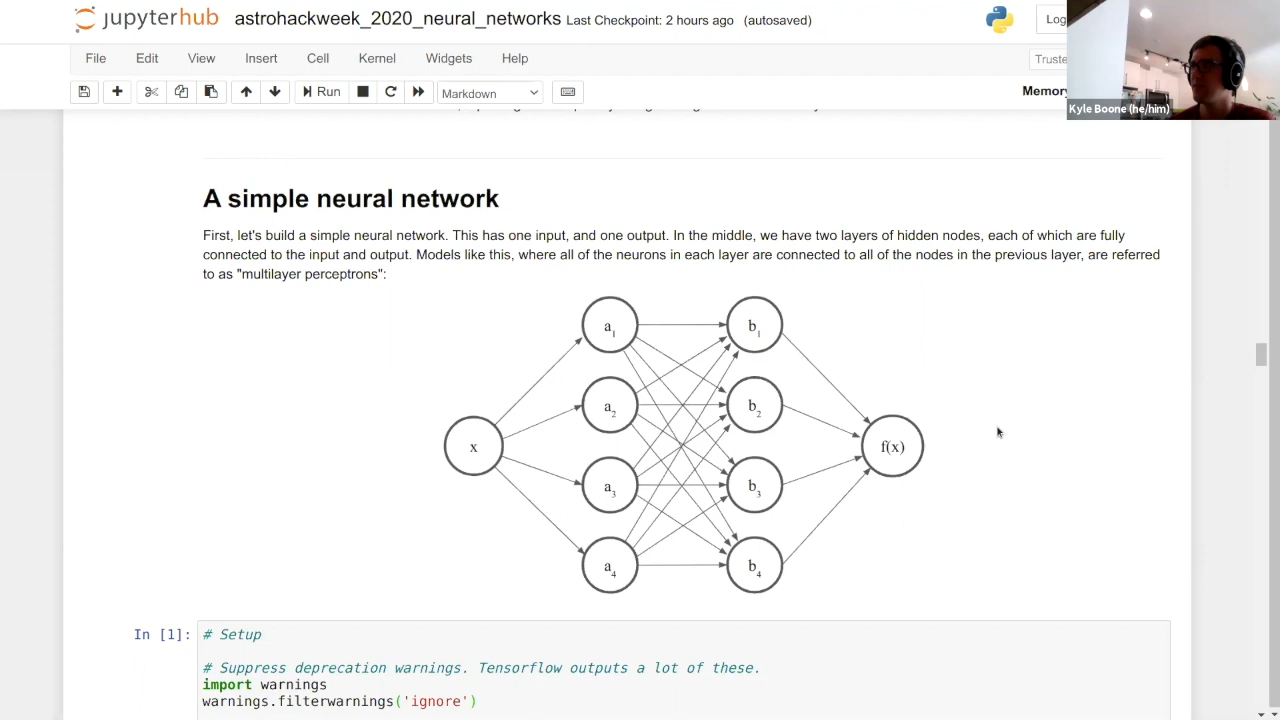 jupyterhub astrohackweek_2020_neural_networks Last Checkpoint: 2 hours ago (autosaved) Log
File Edit View Insert Cell Kernel Widgets Help Truste
Run Markdown Memory
Kyle Boone (he/him)
A simple neural network
First, let's build a simple neural network. This has one input, and one output. In the middle, we have two layers of hidden nodes, each of which are fully
connected to the input and output. Models like this, where all of the neurons in each layer are connected to all of the nodes in the previous layer, are referred
to as "multilayer perceptrons":
a1 b1
a2 b2
x f(x)
a3 b3
a4 b4
In [1]: # Setup
# Suppress deprecation warnings. Tensorflow outputs a lot of these.
import warnings
warnings.filterwarnings('ignore')